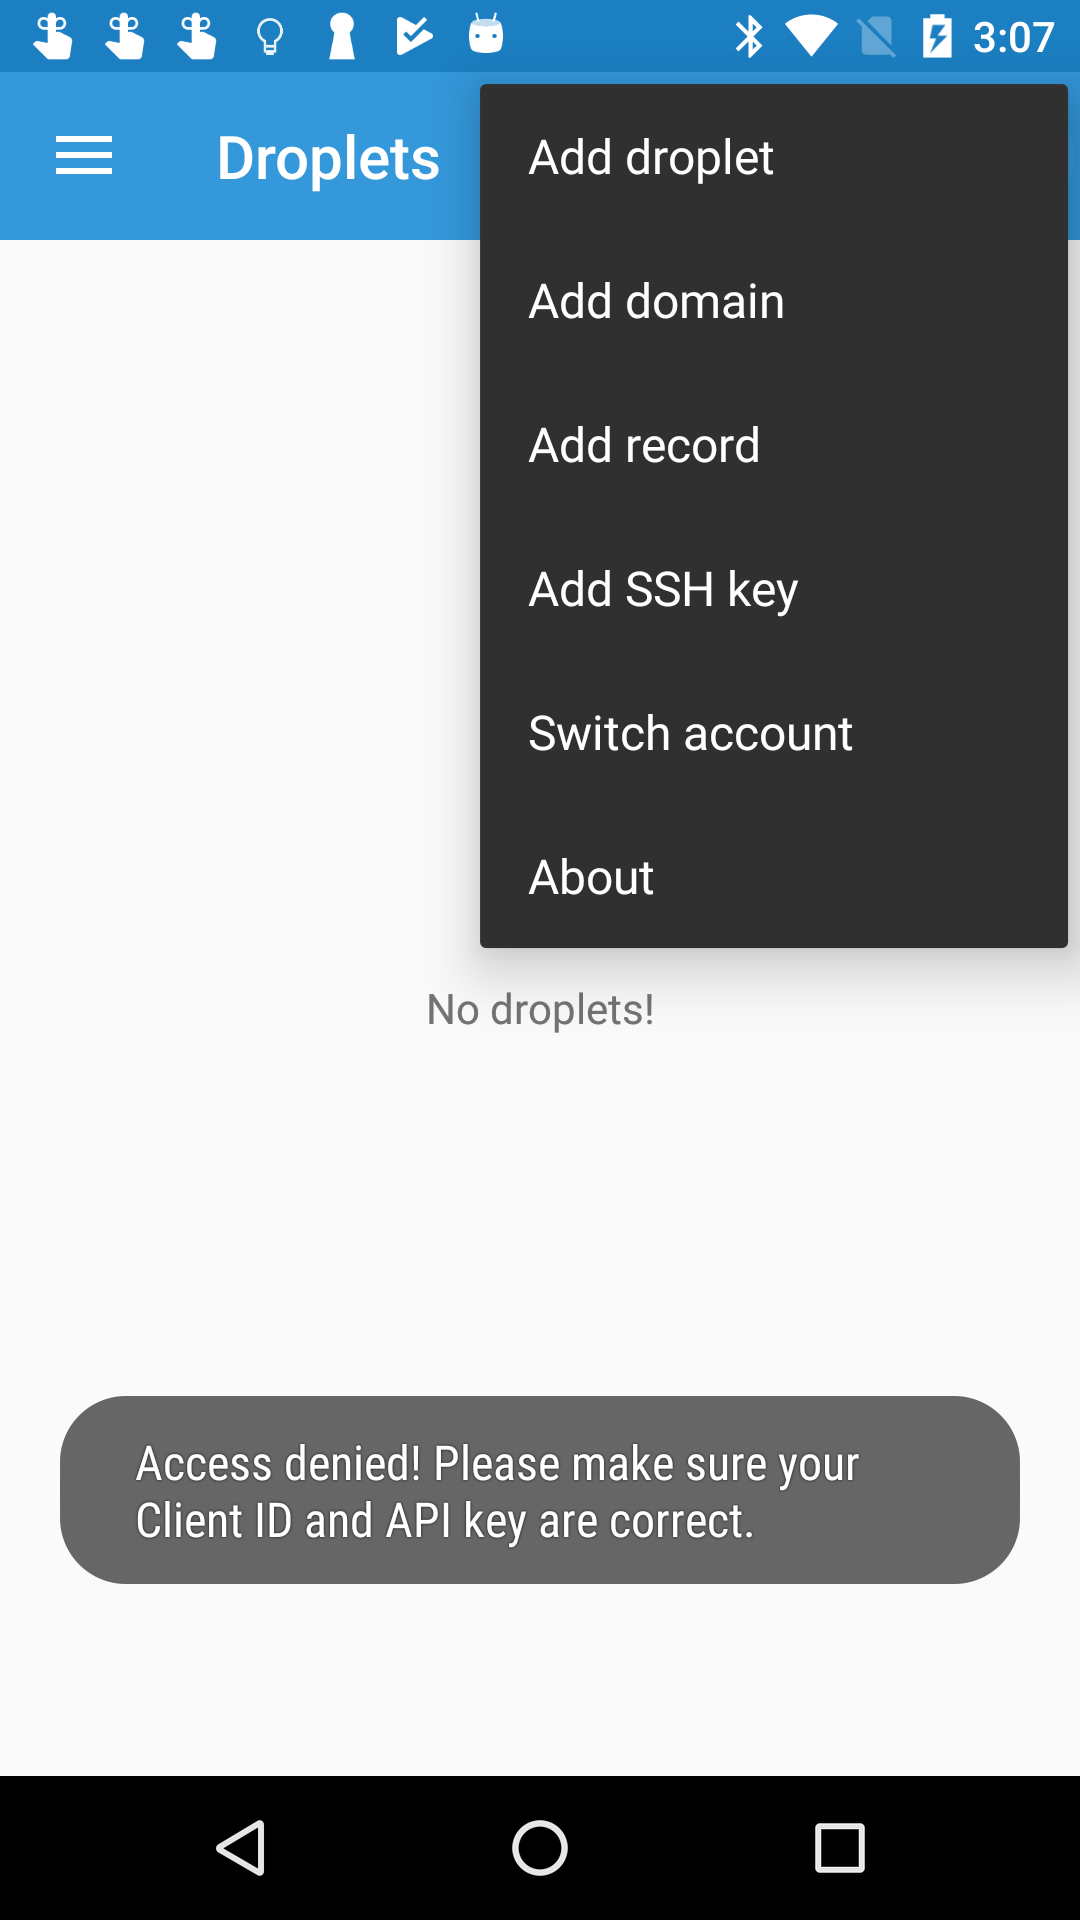 3:07
Droplets
Add droplet
Add domain
Add record
Add SSH key
Switch account
About
No droplets!
Access denied! Please make sure your
Client ID and API key are correct.